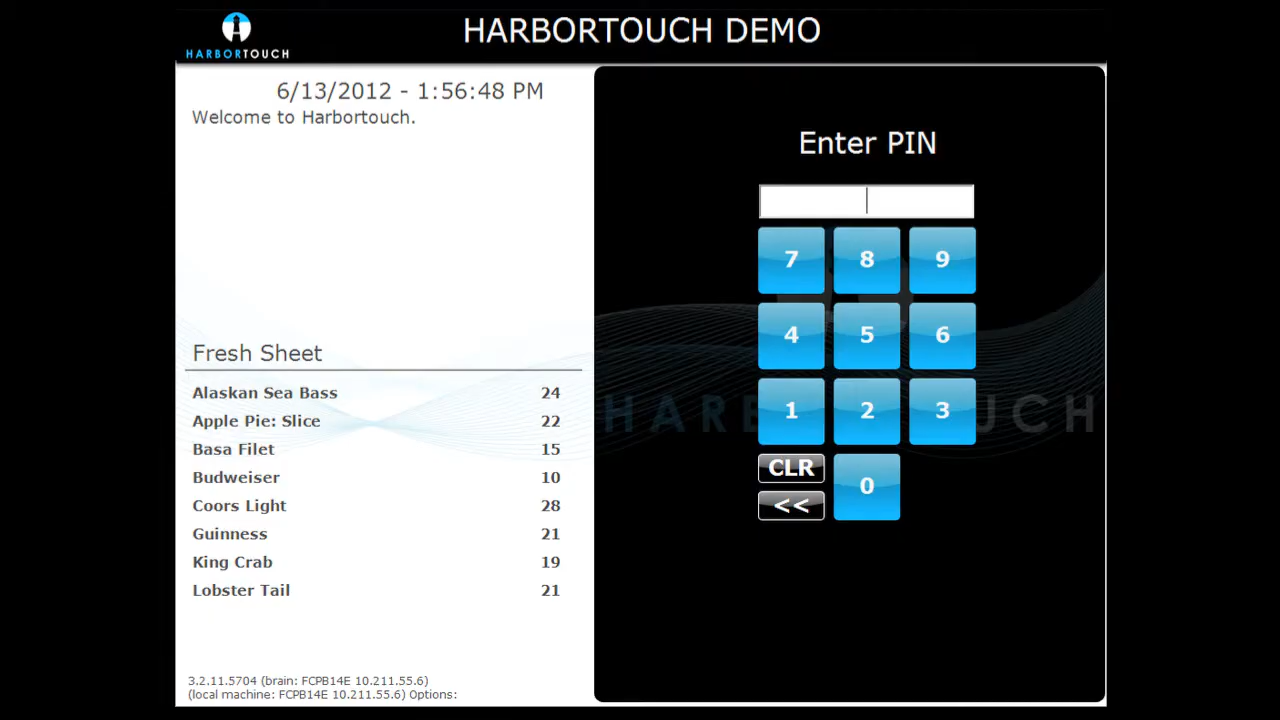 HARBORTOUCH
HARBORTOUCH DEMO
6/13/2012 - 1:56:48 PM
Welcome to Harbortouch.
Fresh Sheet
Alaskan Sea Bass 24
Apple Pie: Slice 22
Basa Filet 15
Budweiser 10
Coors Light 28
Guinness 21
King Crab 19
Lobster Tail 21
3.2.11.5704 (brain: FCPB14E 10.211.55.6)
(local machine: FCPB14E 10.211.55.6) Options:
Enter PIN
7 8 9
4 5 6
1 2 3
CLR
<< 0